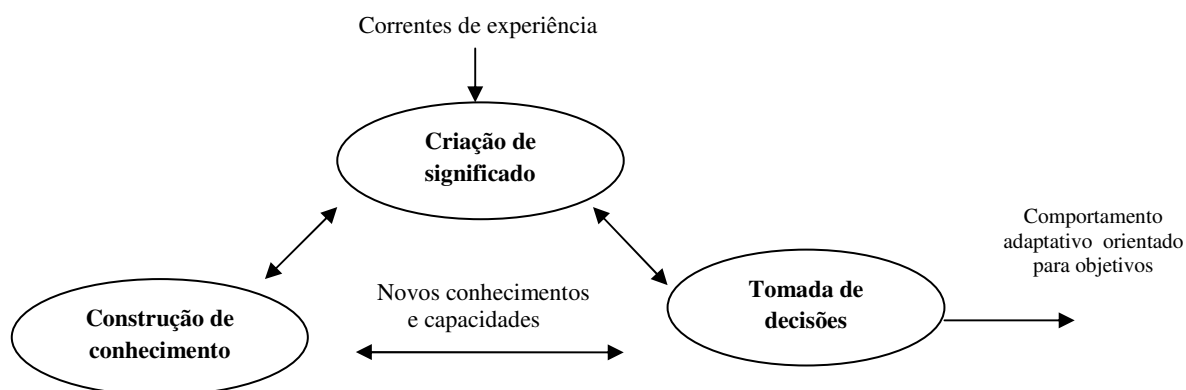 Correntes de experiência
Criação de
significado
Comportamento
adaptativo orientado
para objetivos
Novos conhecimentos
e capacidades
Tomada de
decisões
Construção de
conhecimento